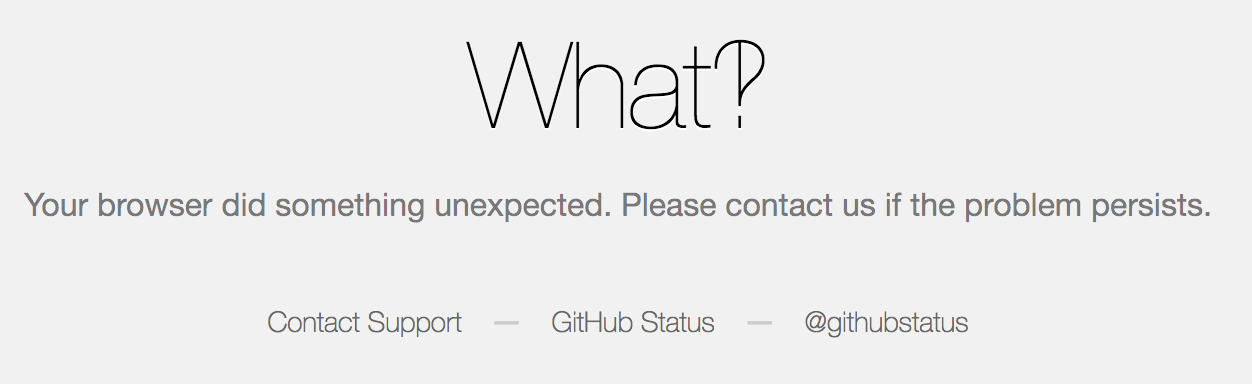 What?
Your browser did something unexpected. Please contact us if the problem persists.
Contact Support — GitHub Status — @githubstatus